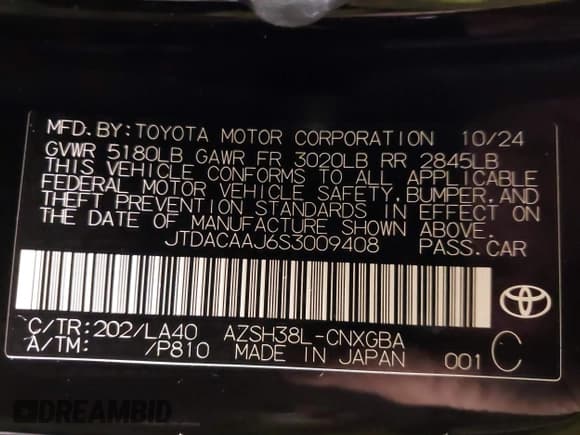 MFD.BY:TOYOTA MOTOR CORPORATION 10/24
GVWR 5180LB GAWR FR 3020LB RR 2845LB
THIS VEHICLE CONFORMS TO ALL APPLICABLE
FEDERAL MOTOR VEHICLE SAFETY,BUMPER,AND
THEFT PREVENTION STANDARDS IN EFFECT ON
THE DATE OF MANUFACTURE SHOWN ABOVE.
JTDACAAJ6S3009408 PASS.CAR
C/TR:202/LA40 AZSH38L-CNXGBA
A/TM: /P810 MADE IN JAPAN 001 C
DREAMBID